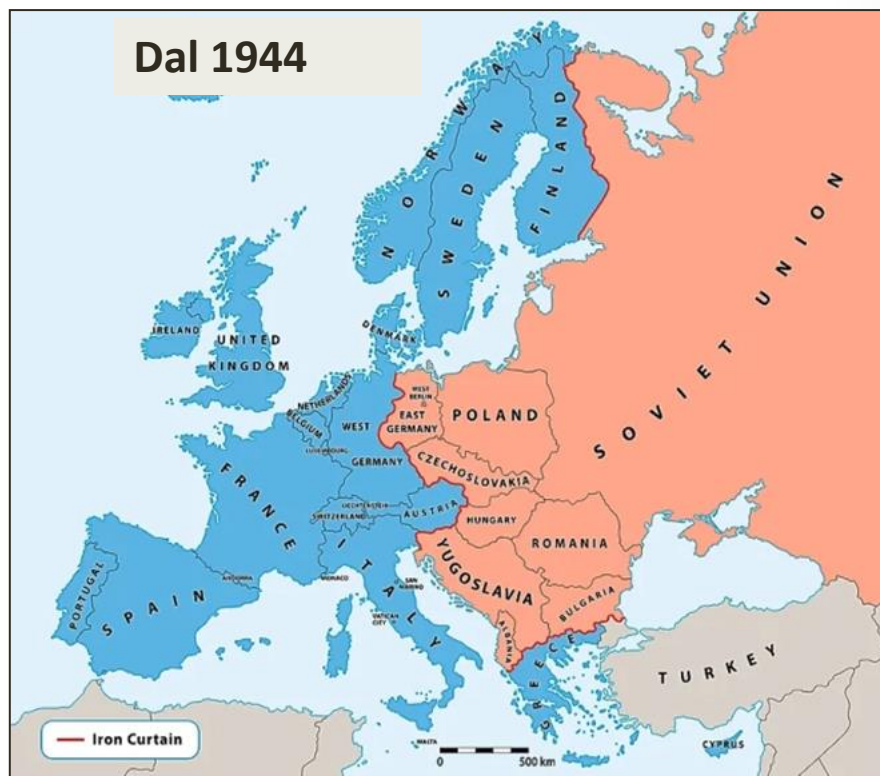 Dal 1944
NORWAY
SWEDEN
FINLAND
SOVIET UNION
IRELAND
UNITED
KINGDOM
DENMARK
NETHERLANDS
BELGIUM
LUXEMBOURG
WEST
GERMANY
WEST
BERLIN
EAST
GERMANY
POLAND
CZECHOSLOVAKIA
FRANCE
LIECHTENSTEIN
SWITZERLAND
AUSTRIA
HUNGARY
ROMANIA
YUGOSLAVIA
BULGARIA
ALBANIA
ITALY
MONACO
SAN
MARINO
VATICAN
CITY
ANDORRA
PORTUGAL
SPAIN
GREECE
TURKEY
CYPRUS
MALTA
Iron Curtain
0 500 km